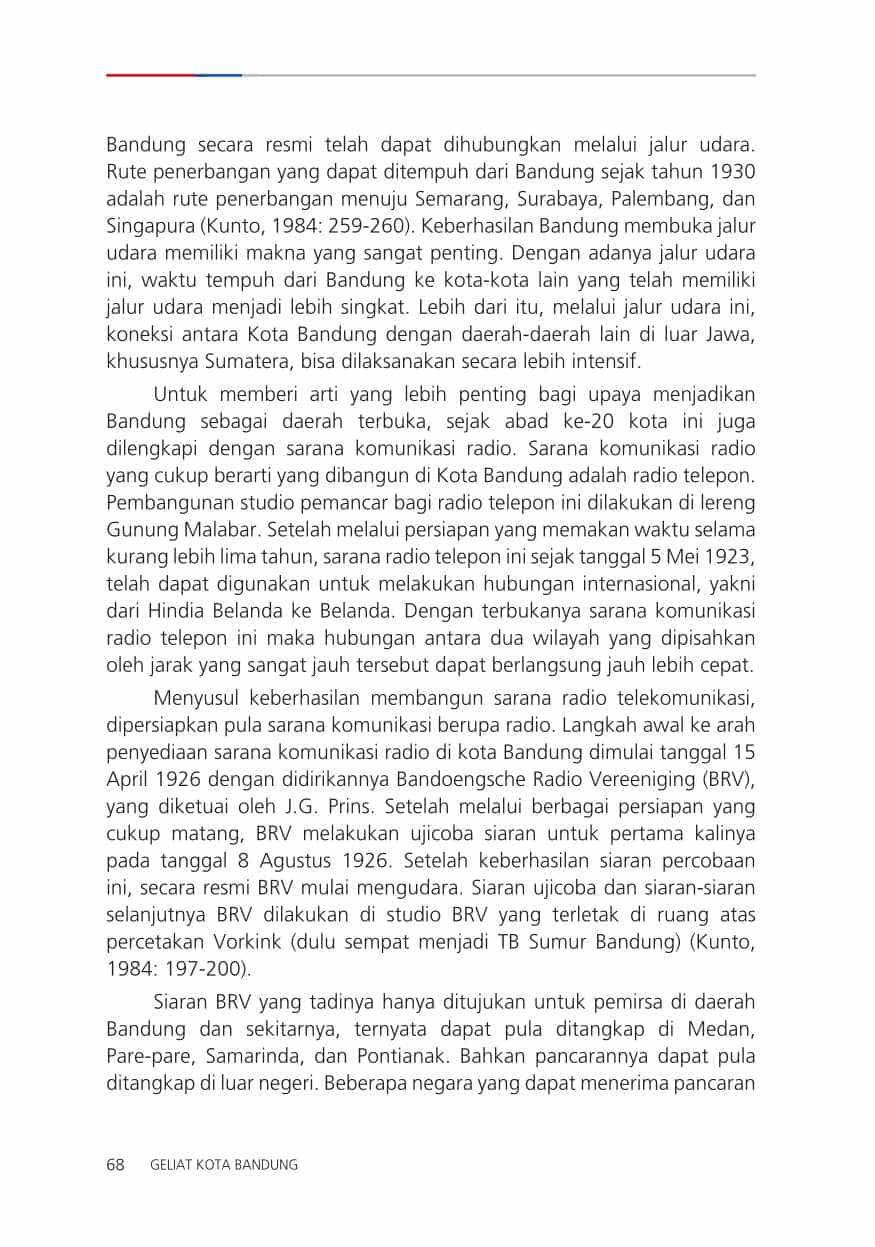 Bandung secara resmi telah dapat dihubungkan melalui jalur udara.
Rute penerbangan yang dapat ditempuh dari Bandung sejak tahun 1930
adalah rute penerbangan menuju Semarang, Surabaya, Palembang, dan
Singapura (Kunto, 1984: 259-260). Keberhasilan Bandung membuka jalur
udara memiliki makna yang sangat penting. Dengan adanya jalur udara
ini, waktu tempuh dari Bandung ke kota-kota lain yang telah memiliki
jalur udara menjadi lebih singkat. Lebih dari itu, melalui jalur udara ini,
koneksi antara Kota Bandung dengan daerah-daerah lain di luar Jawa,
khususnya Sumatera, bisa dilaksanakan secara lebih intensif.
Untuk memberi arti yang lebih penting bagi upaya menjadikan
Bandung sebagai daerah terbuka, sejak abad ke-20 kota ini juga
dilengkapi dengan sarana komunikasi radio. Sarana komunikasi radio
yang cukup berarti yang dibangun di Kota Bandung adalah radio telepon.
Pembangunan studio pemancar bagi radio telepon ini dilakukan di lereng
Gunung Malabar. Setelah melalui persiapan yang memakan waktu selama
kurang lebih lima tahun, sarana radio telepon ini sejak tanggal 5 Mei 1923,
telah dapat digunakan untuk melakukan hubungan internasional, yakni
dari Hindia Belanda ke Belanda. Dengan terbukanya sarana komunikasi
radio telepon ini maka hubungan antara dua wilayah yang dipisahkan
oleh jarak yang sangat jauh tersebut dapat berlangsung jauh lebih cepat.
Menyusul keberhasilan membangun sarana radio telekomunikasi,
dipersiapkan pula sarana komunikasi berupa radio. Langkah awal ke arah
penyediaan sarana komunikasi radio di kota Bandung dimulai tanggal 15
April 1926 dengan didirikannya Bandoengsche Radio Vereeniging (BRV),
yang diketuai oleh J.G. Prins. Setelah melalui berbagai persiapan yang
cukup matang, BRV melakukan ujicoba siaran untuk pertama kalinya
pada tanggal 8 Agustus 1926. Setelah keberhasilan siaran percobaan
ini, secara resmi BRV mulai mengudara. Siaran ujicoba dan siaran-siaran
selanjutnya BRV dilakukan di studio BRV yang terletak di ruang atas
percetakan Vorkink (dulu sempat menjadi TB Sumur Bandung) (Kunto,
1984: 197-200).
Siaran BRV yang tadinya hanya ditujukan untuk pemirsa di daerah
Bandung dan sekitarnya, ternyata dapat pula ditangkap di Medan,
Pare-pare, Samarinda, dan Pontianak. Bahkan pancarannya dapat pula
ditangkap di luar negeri. Beberapa negara yang dapat menerima pancaran
68 GELIAT KOTA BANDUNG